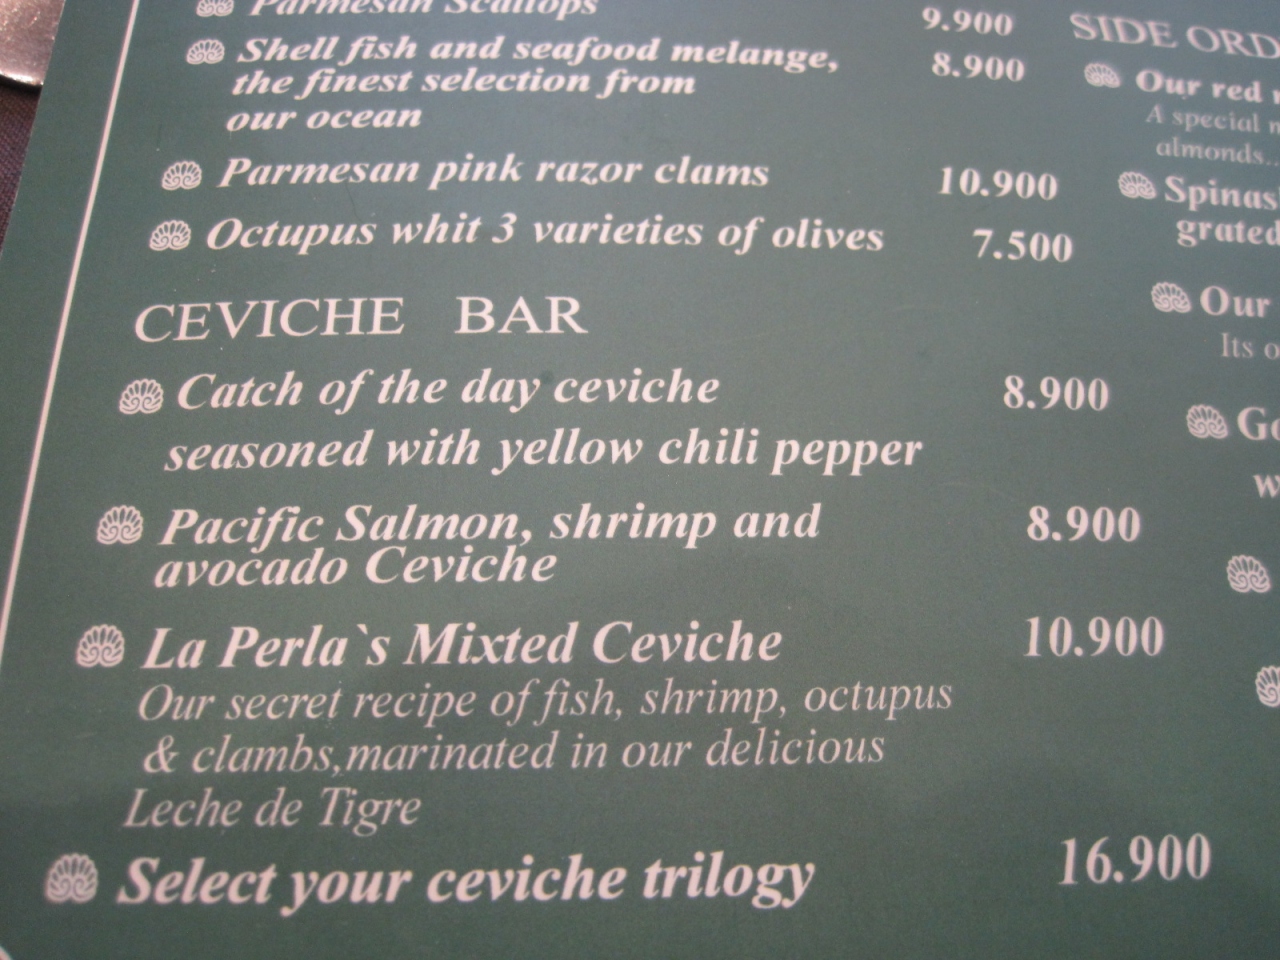 Parmesan Scallops 9.900
Shell fish and seafood melange, 8.900
the finest selection from
our ocean
Parmesan pink razor clams 10.900
Octupus whit 3 varieties of olives 7.500
CEVICHE BAR
Catch of the day ceviche 8.900
seasoned with yellow chili pepper
Pacific Salmon, shrimp and 8.900
avocado Ceviche
La Perla`s Mixted Ceviche 10.900
Our secret recipe of fish, shrimp, octupus
& clambs,marinated in our delicious
Leche de Tigre
Select your ceviche trilogy 16.900
SIDE
Our red
A special
almonds..
grated
Our
Its